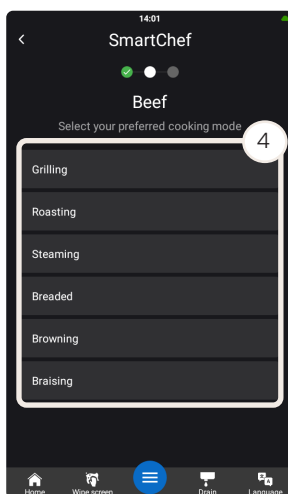 14:01
SmartChef
Beef
Select your preferred cooking mode
4
Grilling
Roasting
Steaming
Breaded
Browning
Braising
Home Wipe screen Drain Language